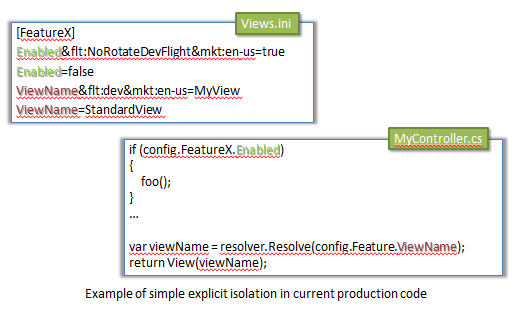 Views.ini
[FeatureX]
Enabled&flt:NoRotateDevFlight&mkt:en-us=true
Enabled=false
ViewName&flt:dev&mkt:en-us=MyView
ViewName=StandardView
MyController.cs
if (config.FeatureX.Enabled)
{
foo();
}
...
var viewName = resolver.Resolve(config.Feature.ViewName);
return View(viewName);
Example of simple explicit isolation in current production code